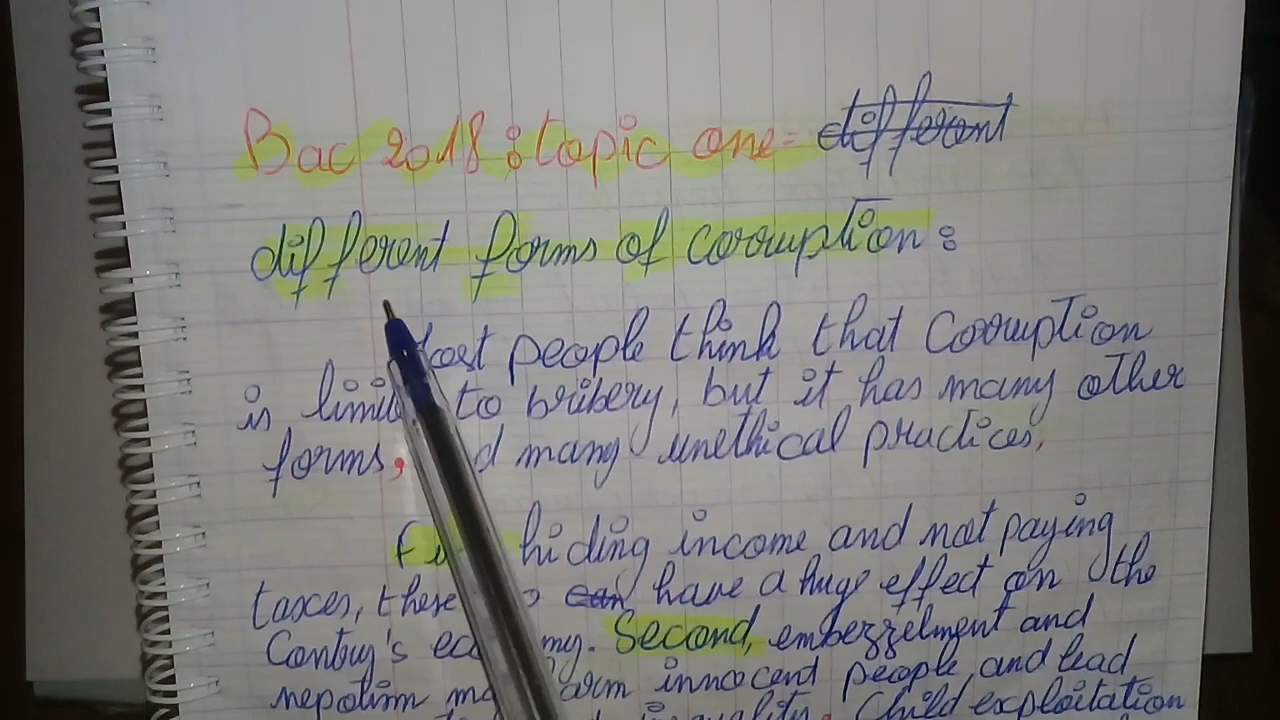 Bac 2018 : topic one = different
different forms of corruption :
people think that Corruption
is to bribery, but it has many other
forms, many unethical practices.
hiding income and not paying
taxes, these have a huge effect on the
Contry's Second, embezzelment and
nepotism innocent people, and lead
Child exploitation